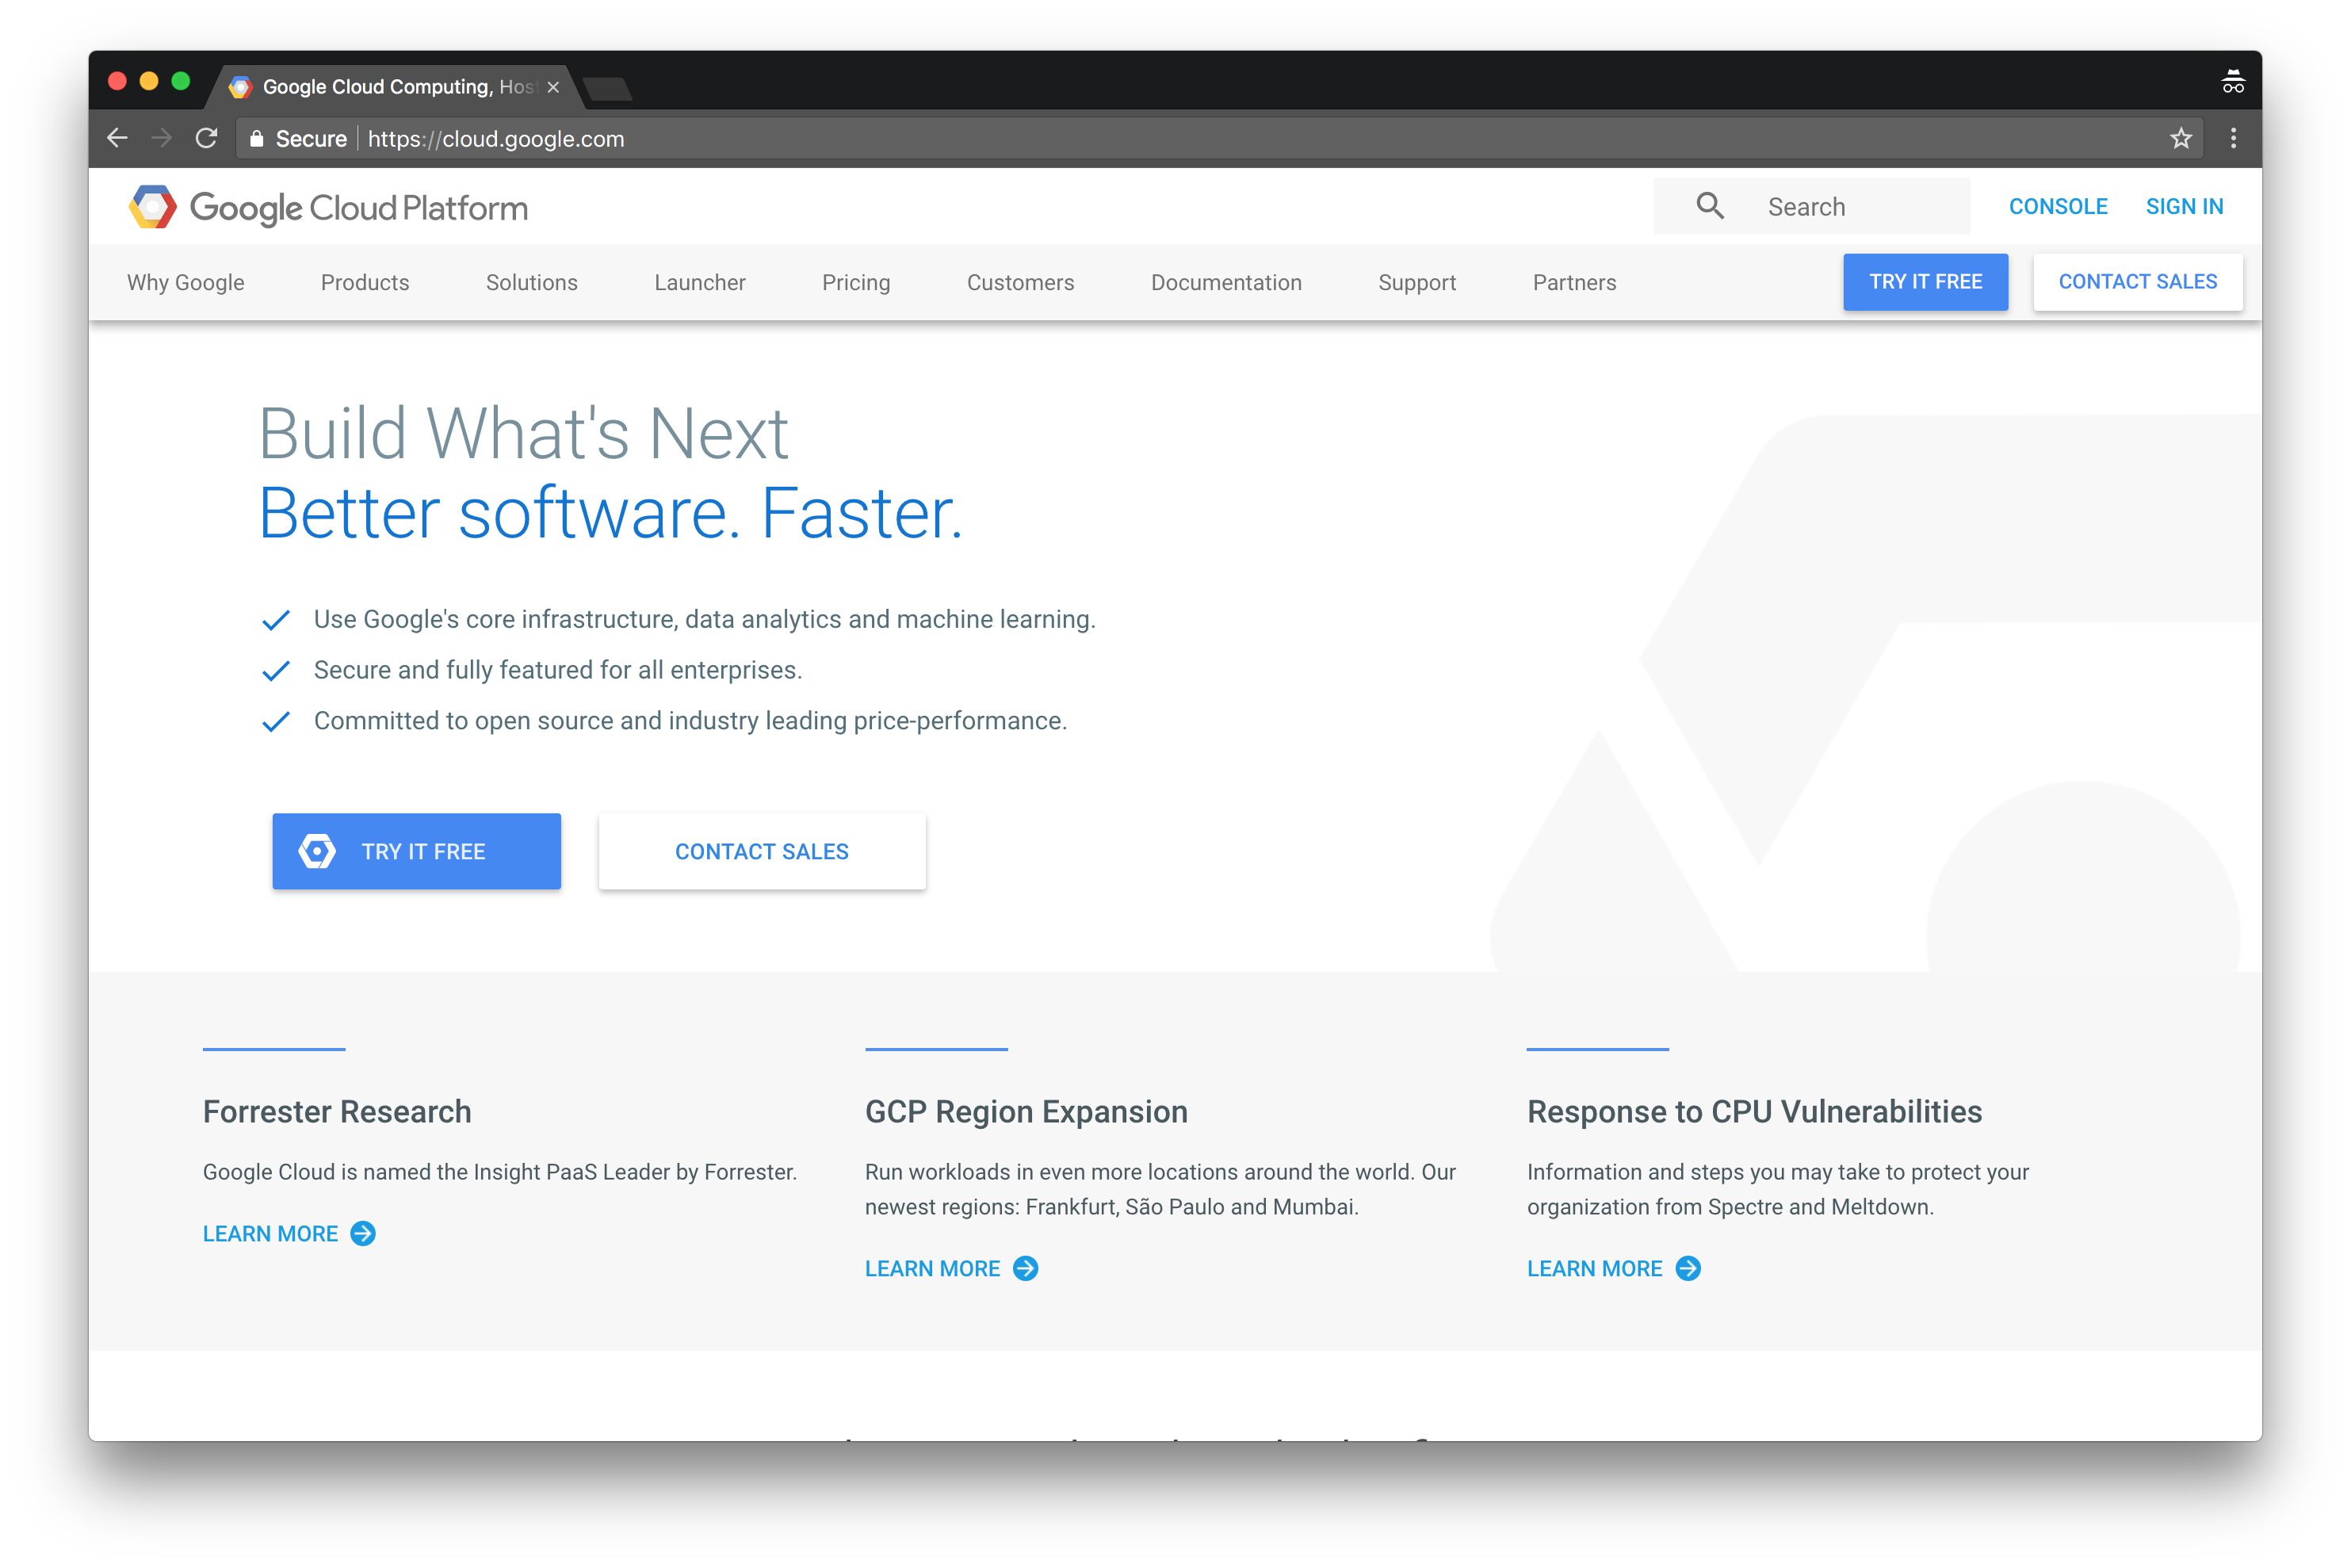 Google Cloud Computing, Hos
Secure https://cloud.google.com
Google Cloud Platform
Search
CONSOLE
SIGN IN
Why Google
Products
Solutions
Launcher
Pricing
Customers
Documentation
Support
Partners
TRY IT FREE
CONTACT SALES
Build What's Next
Better software. Faster.
Use Google's core infrastructure, data analytics and machine learning.
Secure and fully featured for all enterprises.
Committed to open source and industry leading price-performance.
TRY IT FREE
CONTACT SALES
Forrester Research
Google Cloud is named the Insight PaaS Leader by Forrester.
LEARN MORE
GCP Region Expansion
Run workloads in even more locations around the world. Our
newest regions: Frankfurt, São Paulo and Mumbai.
LEARN MORE
Response to CPU Vulnerabilities
Information and steps you may take to protect your
organization from Spectre and Meltdown.
LEARN MORE